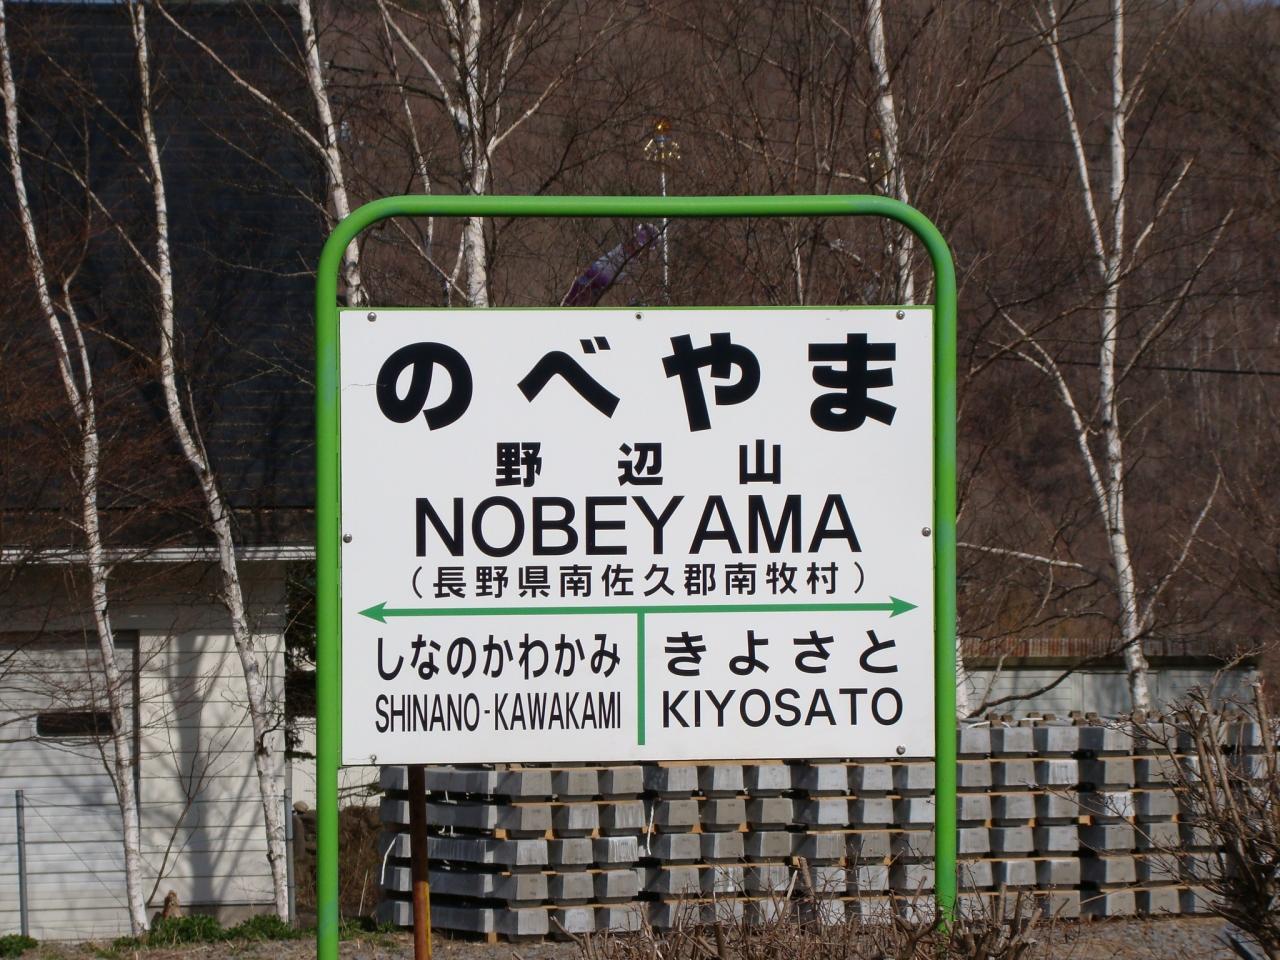 のべやま
野辺山
NOBEYAMA
（長野県南佐久郡南牧村）
しなのかわかみ
SHINANO-KAWAKAMI
きよさと
KIYOSATO